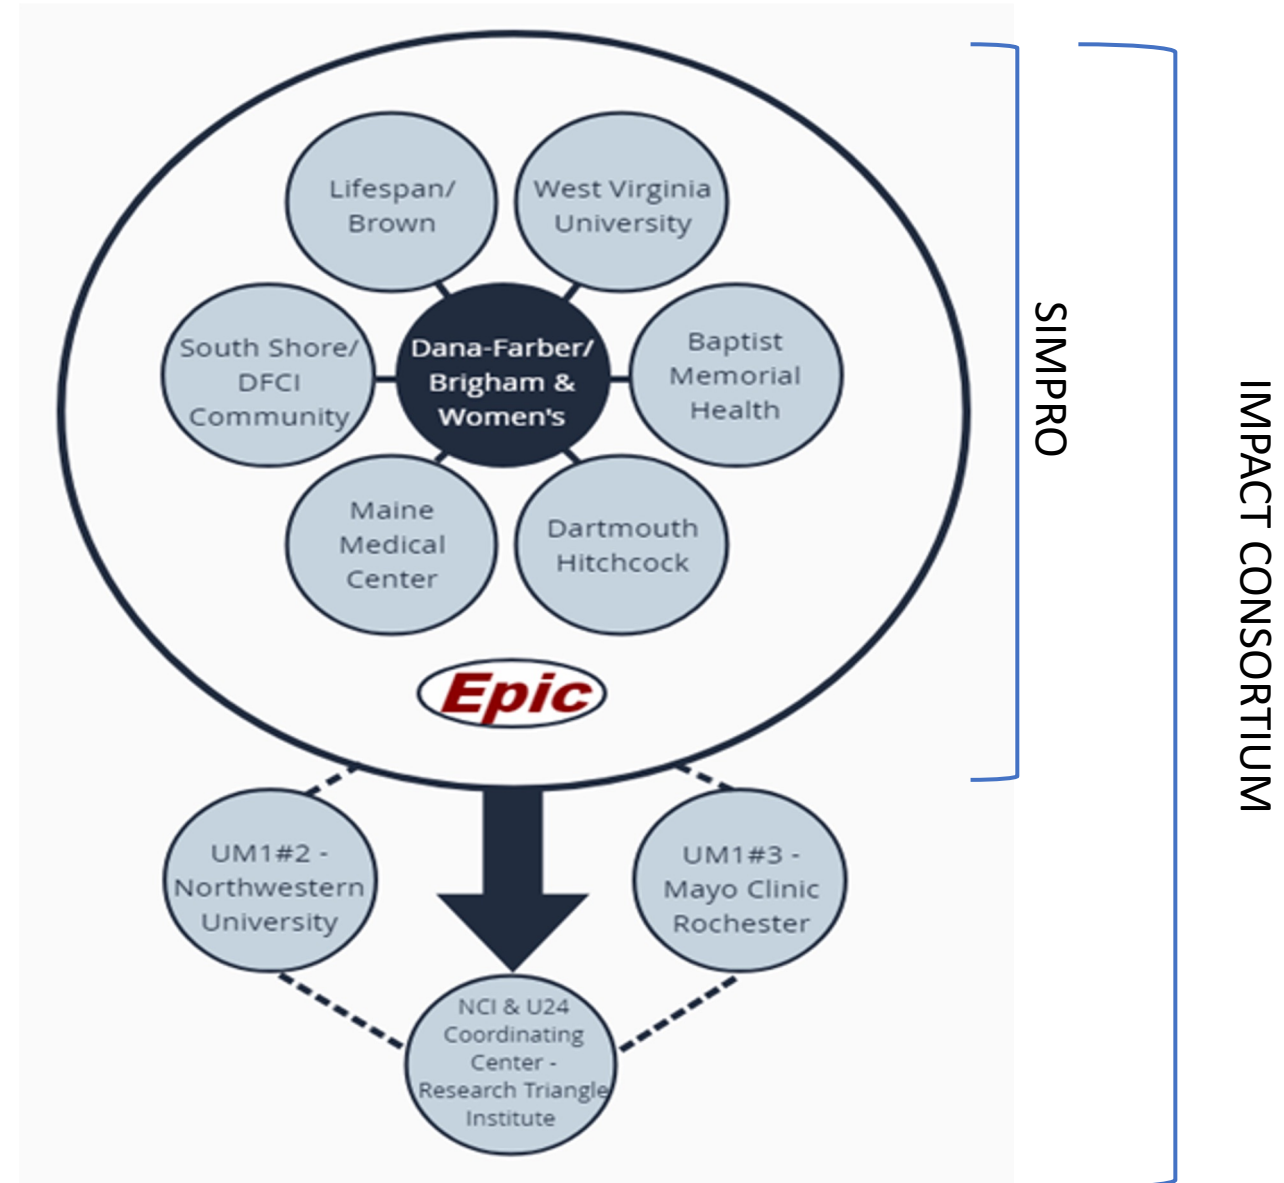 Lifespan/
Brown
West Virginia
University
South Shore/
DFCI
Community
Dana-Farber/
Brigham &
Women's
Baptist
Memorial
Health
Maine
Medical
Center
Dartmouth
Hitchcock
Epic
SIMPRO
IMPACT CONSORTIUM
UM1#2 -
Northwestern
University
UM1#3 -
Mayo Clinic
Rochester
NCI & U24
Coordinating
Center -
Research Triangle
Institute